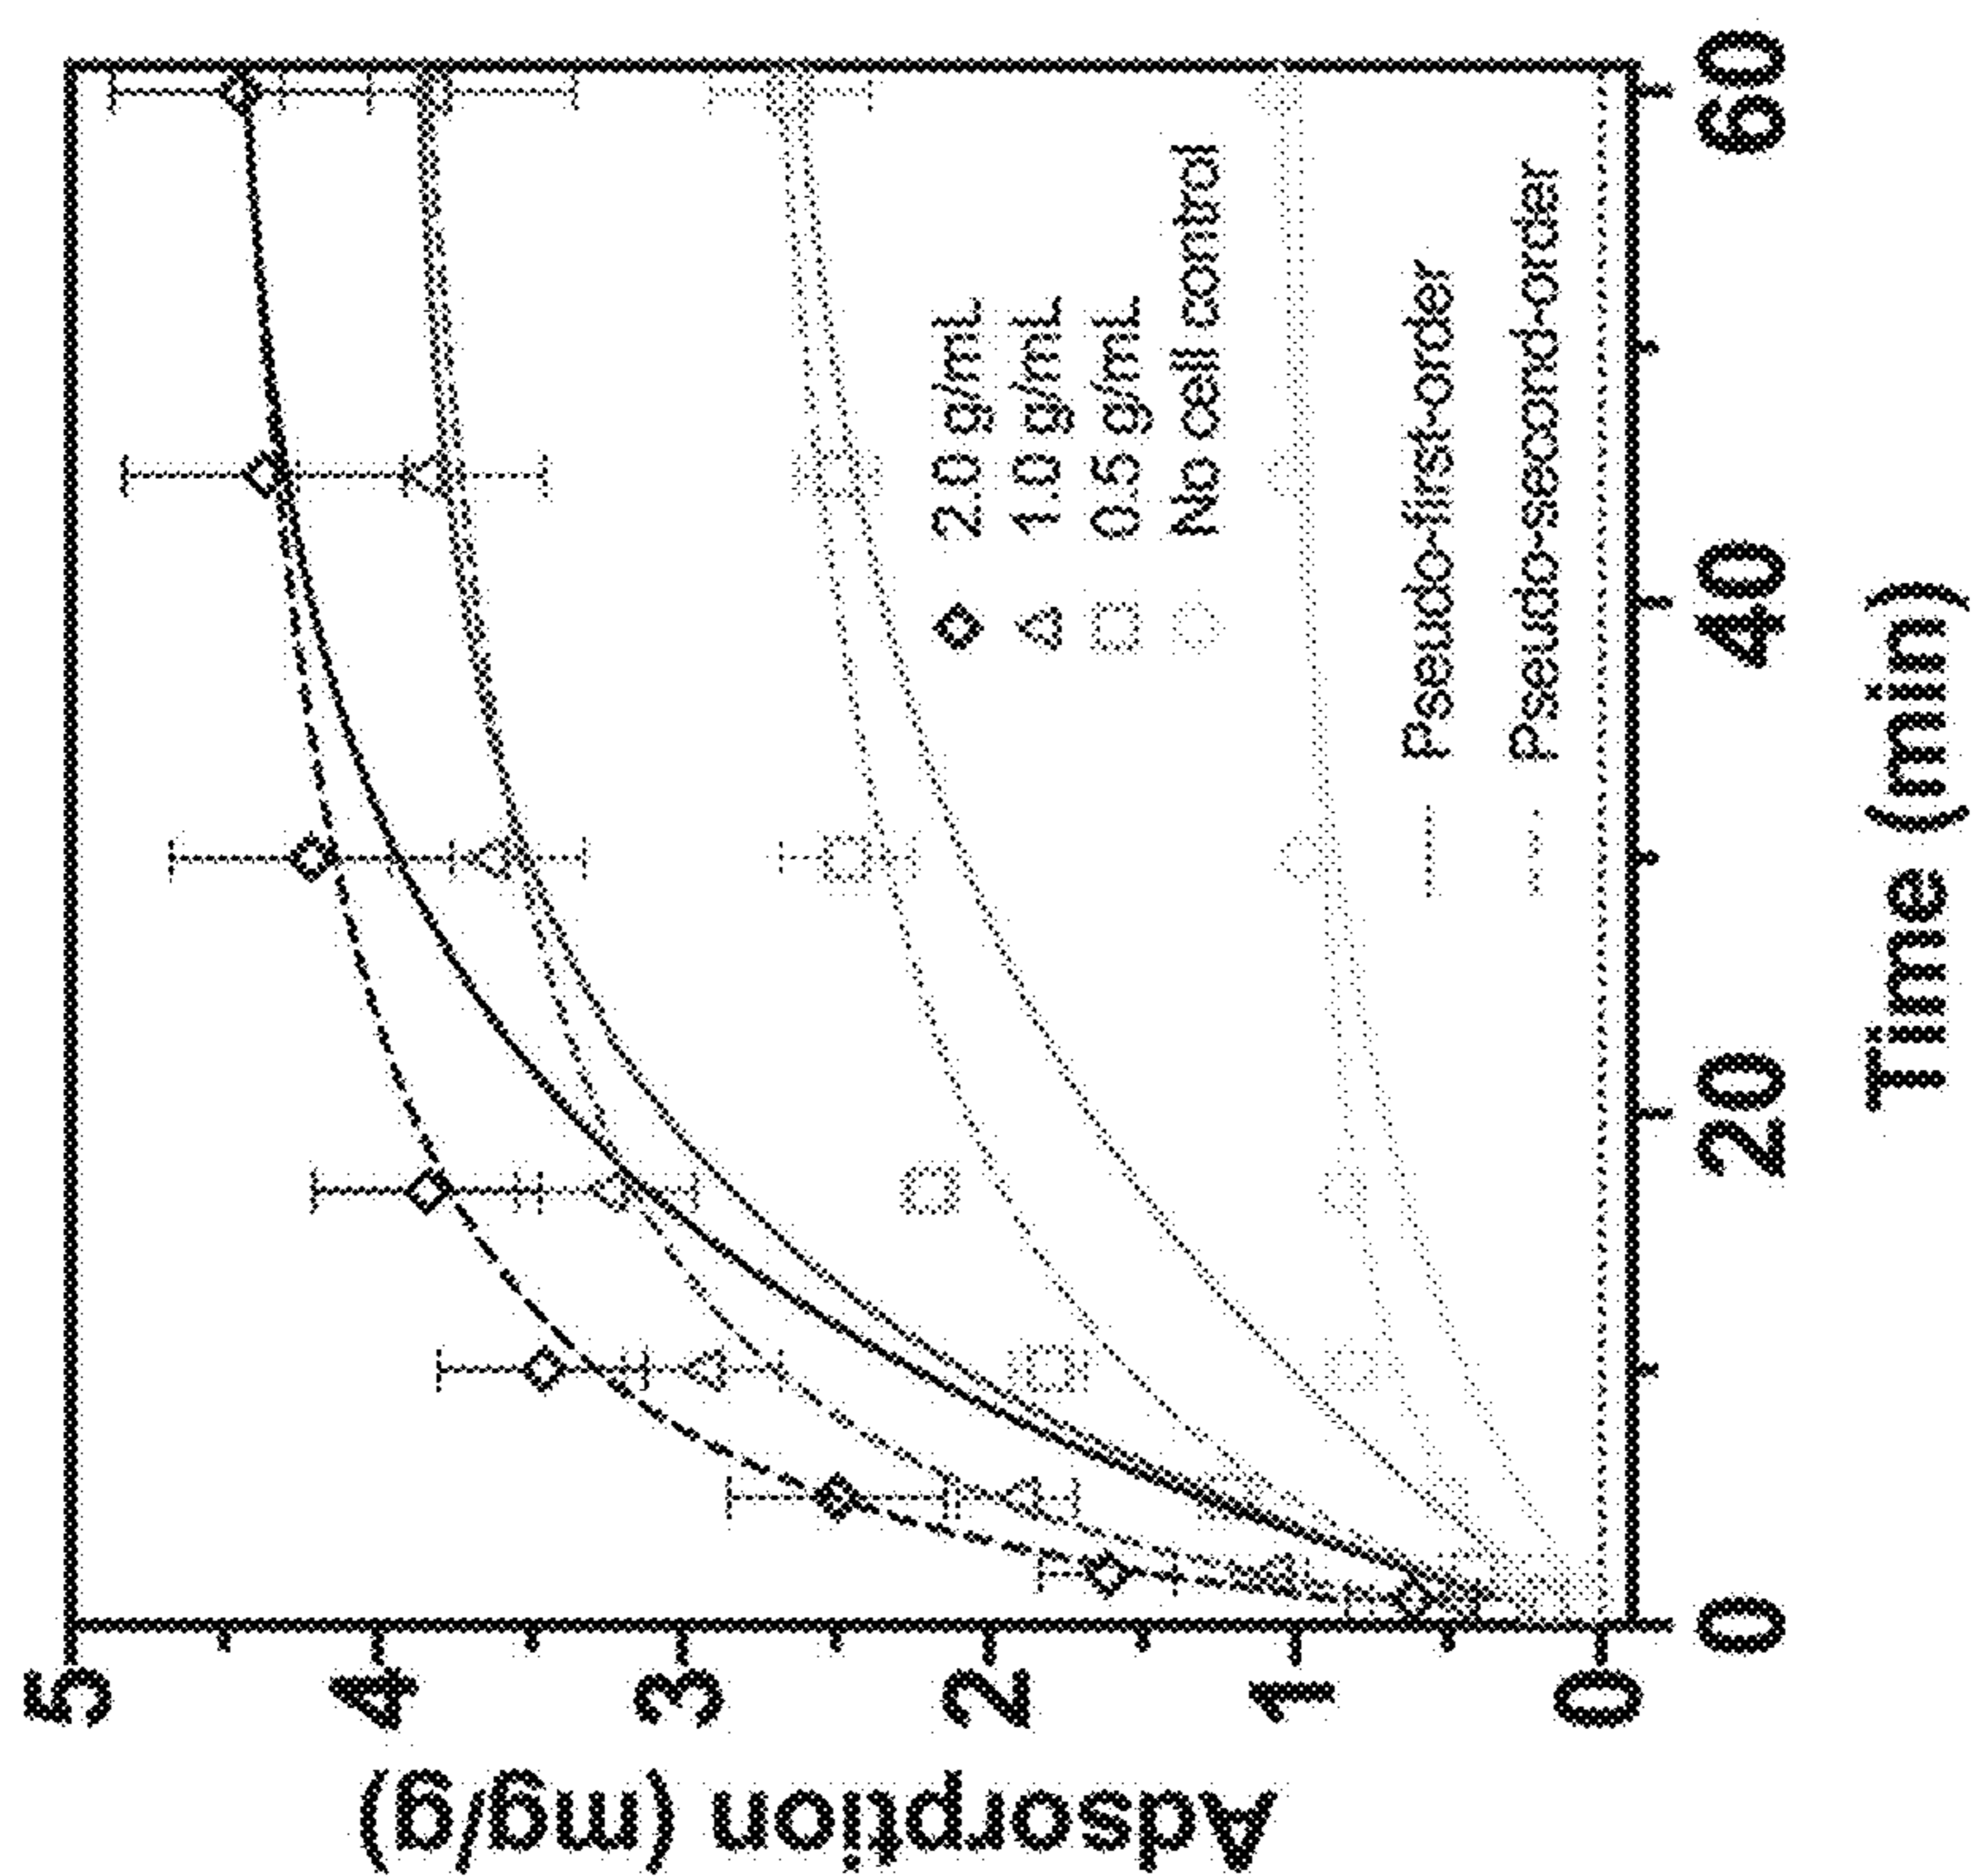 Adsorption (mg/g)
5
4
3
2
1
0
2.0 g/mL
1.0 g/mL
0.5 g/mL
No cell control
Pseudo-first-order
Pseudo-second-order
0
20
40
60
Time (min)